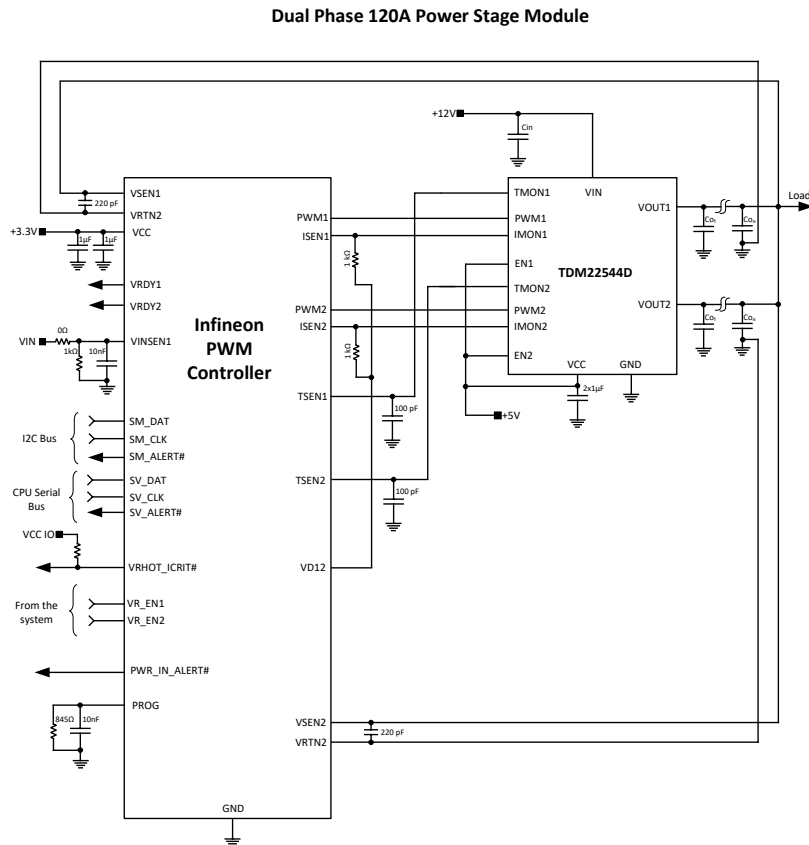 Dual Phase 120A Power Stage Module
+12V
Cin
Load
VSEN1
220 pF
VRTN2
+3.3V
VCC
1µF
1µF
VRDY1
VRDY2
0Ω
VIN
VINSEN1
1kΩ
10nF
I2C Bus
SM_DAT
SM_CLK
SM_ALERT#
CPU Serial
Bus
SV_DAT
SV_CLK
SV_ALERT#
VCC IO
VRHOT_ICRIT#
From the
system
VR_EN1
VR_EN2
PWR_IN_ALERT#
PROG
845Ω
10nF
Infineon
PWM
Controller
GND
PWM1
ISEN1
1 kΩ
PWM2
ISEN2
1 kΩ
TSEN1
100 pF
TSEN2
100 pF
VD12
VSEN2
VRTN2
220 pF
TMON1
VIN
PWM1
IMON1
EN1
TDM22544D
TMON2
PWM2
IMON2
EN2
VCC
GND
2x1µF
+5V
VOUT1
Co₁
Coₙ
VOUT2
Co₁
Coₙ